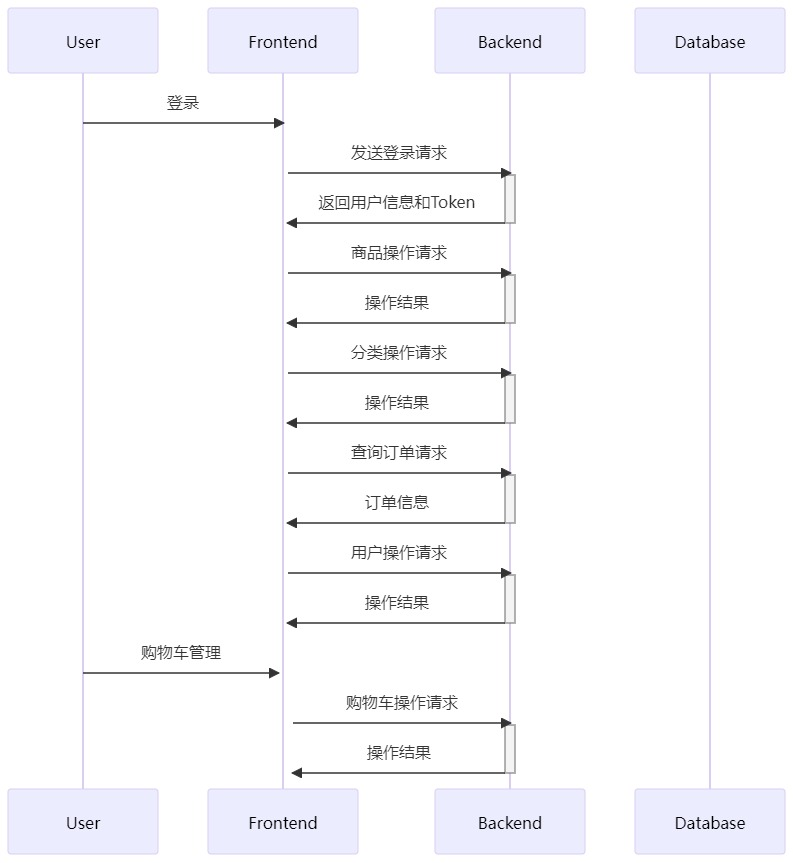 User
Frontend
Backend
Database
登录
发送登录请求
返回用户信息和Token
商品操作请求
操作结果
分类操作请求
操作结果
查询订单请求
订单信息
用户操作请求
操作结果
购物车管理
购物车操作请求
操作结果
User
Frontend
Backend
Database